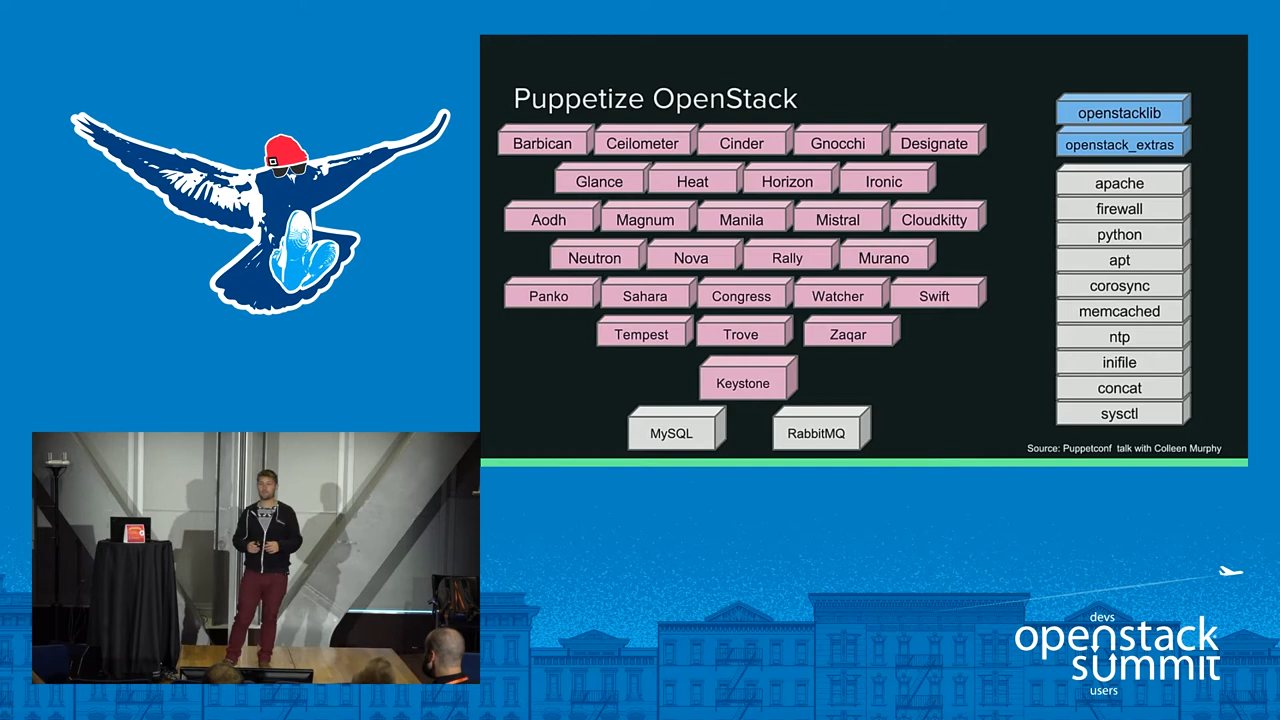 Puppetize OpenStack
Barbican Ceilometer Cinder Gnocchi Designate
Glance Heat Horizon Ironic
Aodh Magnum Manila Mistral Cloudkitty
Neutron Nova Rally Murano
Panko Sahara Congress Watcher Swift
Tempest Trove Zaqar
Keystone
MySQL RabbitMQ
openstacklib
openstack_extras
apache
firewall
python
apt
corosync
memcached
ntp
inifile
concat
sysctl
Source: Puppetconf talk with Colleen Murphy
devs
openstack
summit
users